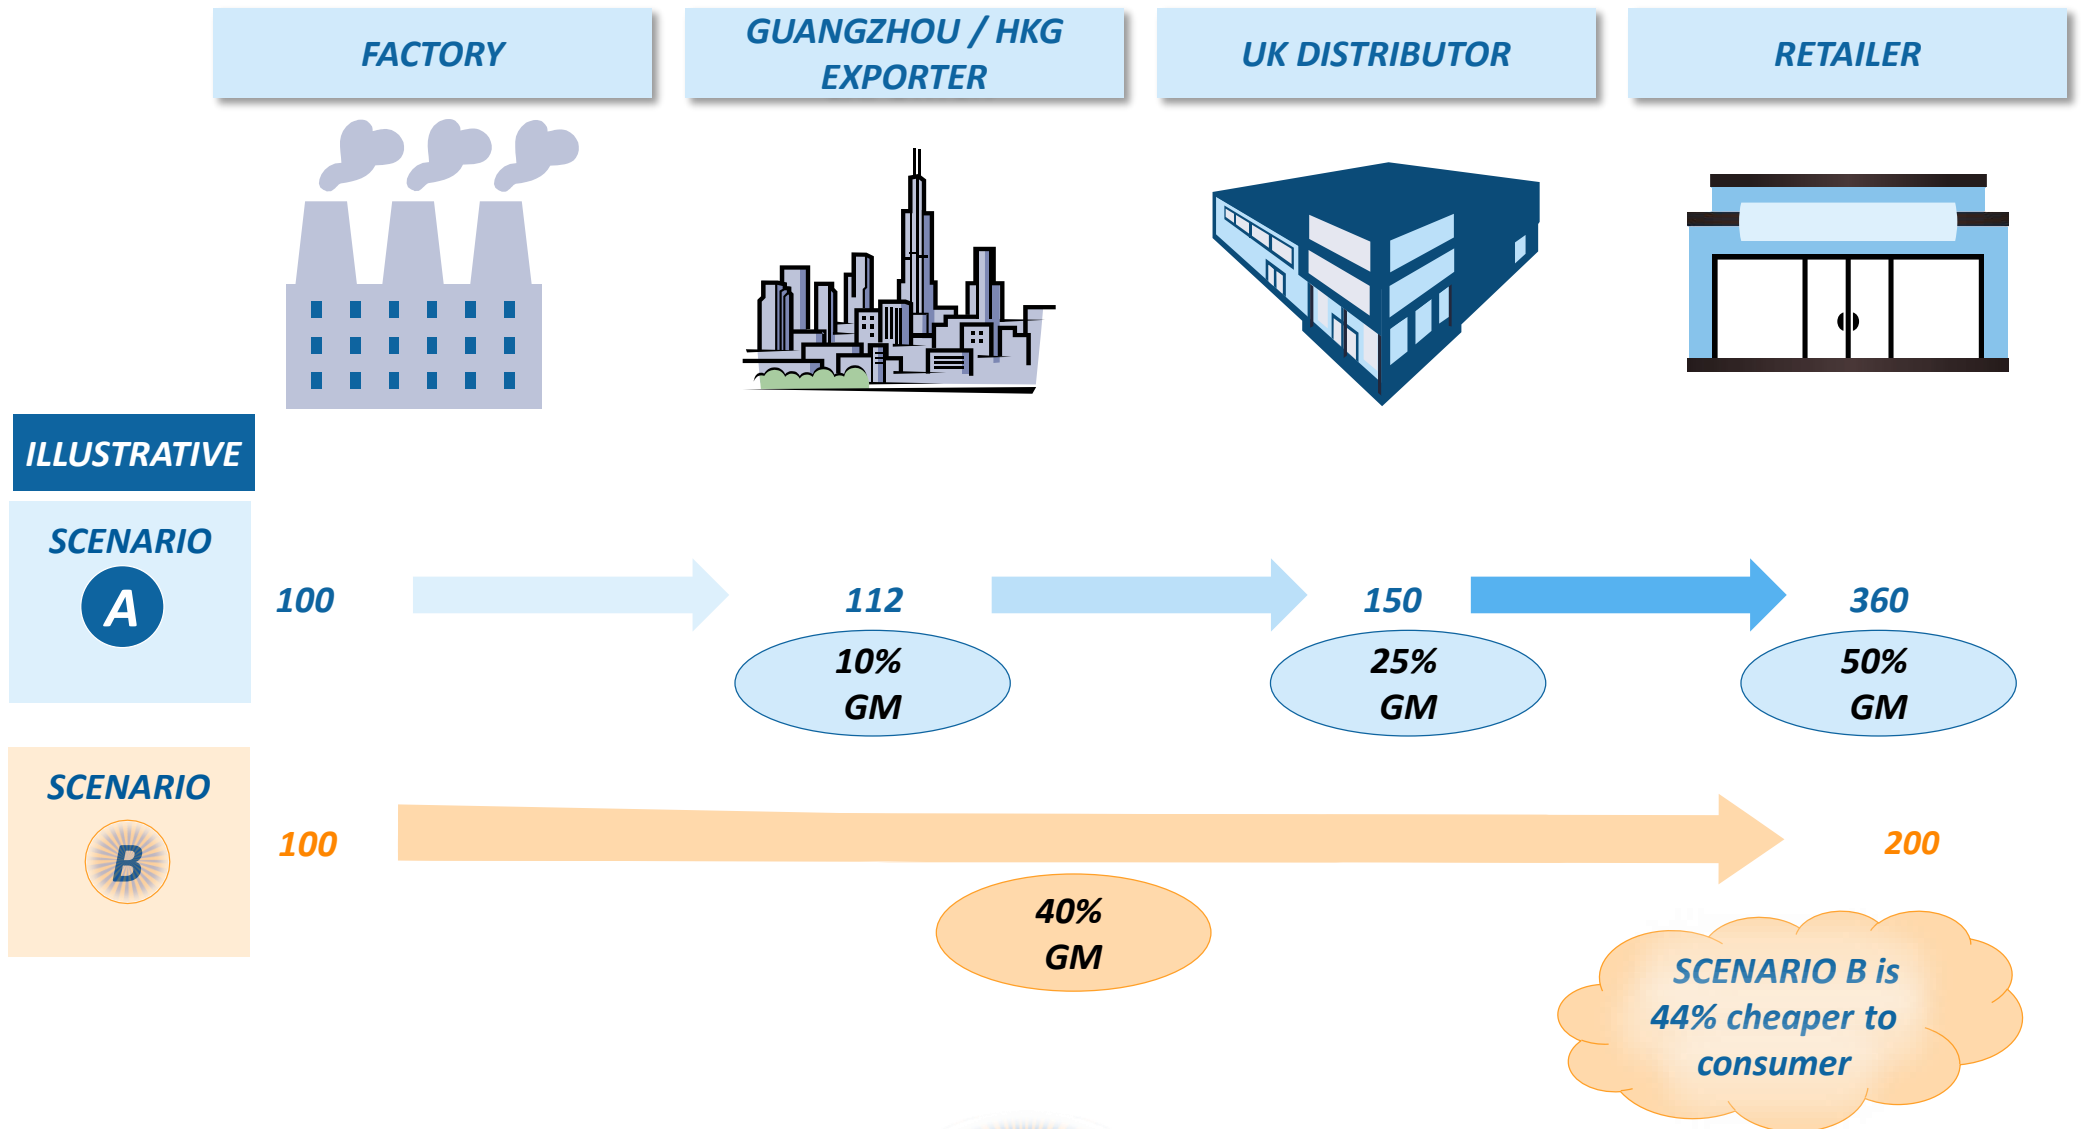 FACTORY
GUANGZHOU / HKG
EXPORTER
UK DISTRIBUTOR
RETAILER
ILLUSTRATIVE
SCENARIO
A
100
112
150
360
10%
GM
25%
GM
50%
GM
SCENARIO
B
100
200
40%
GM
SCENARIO B is
44% cheaper to
consumer